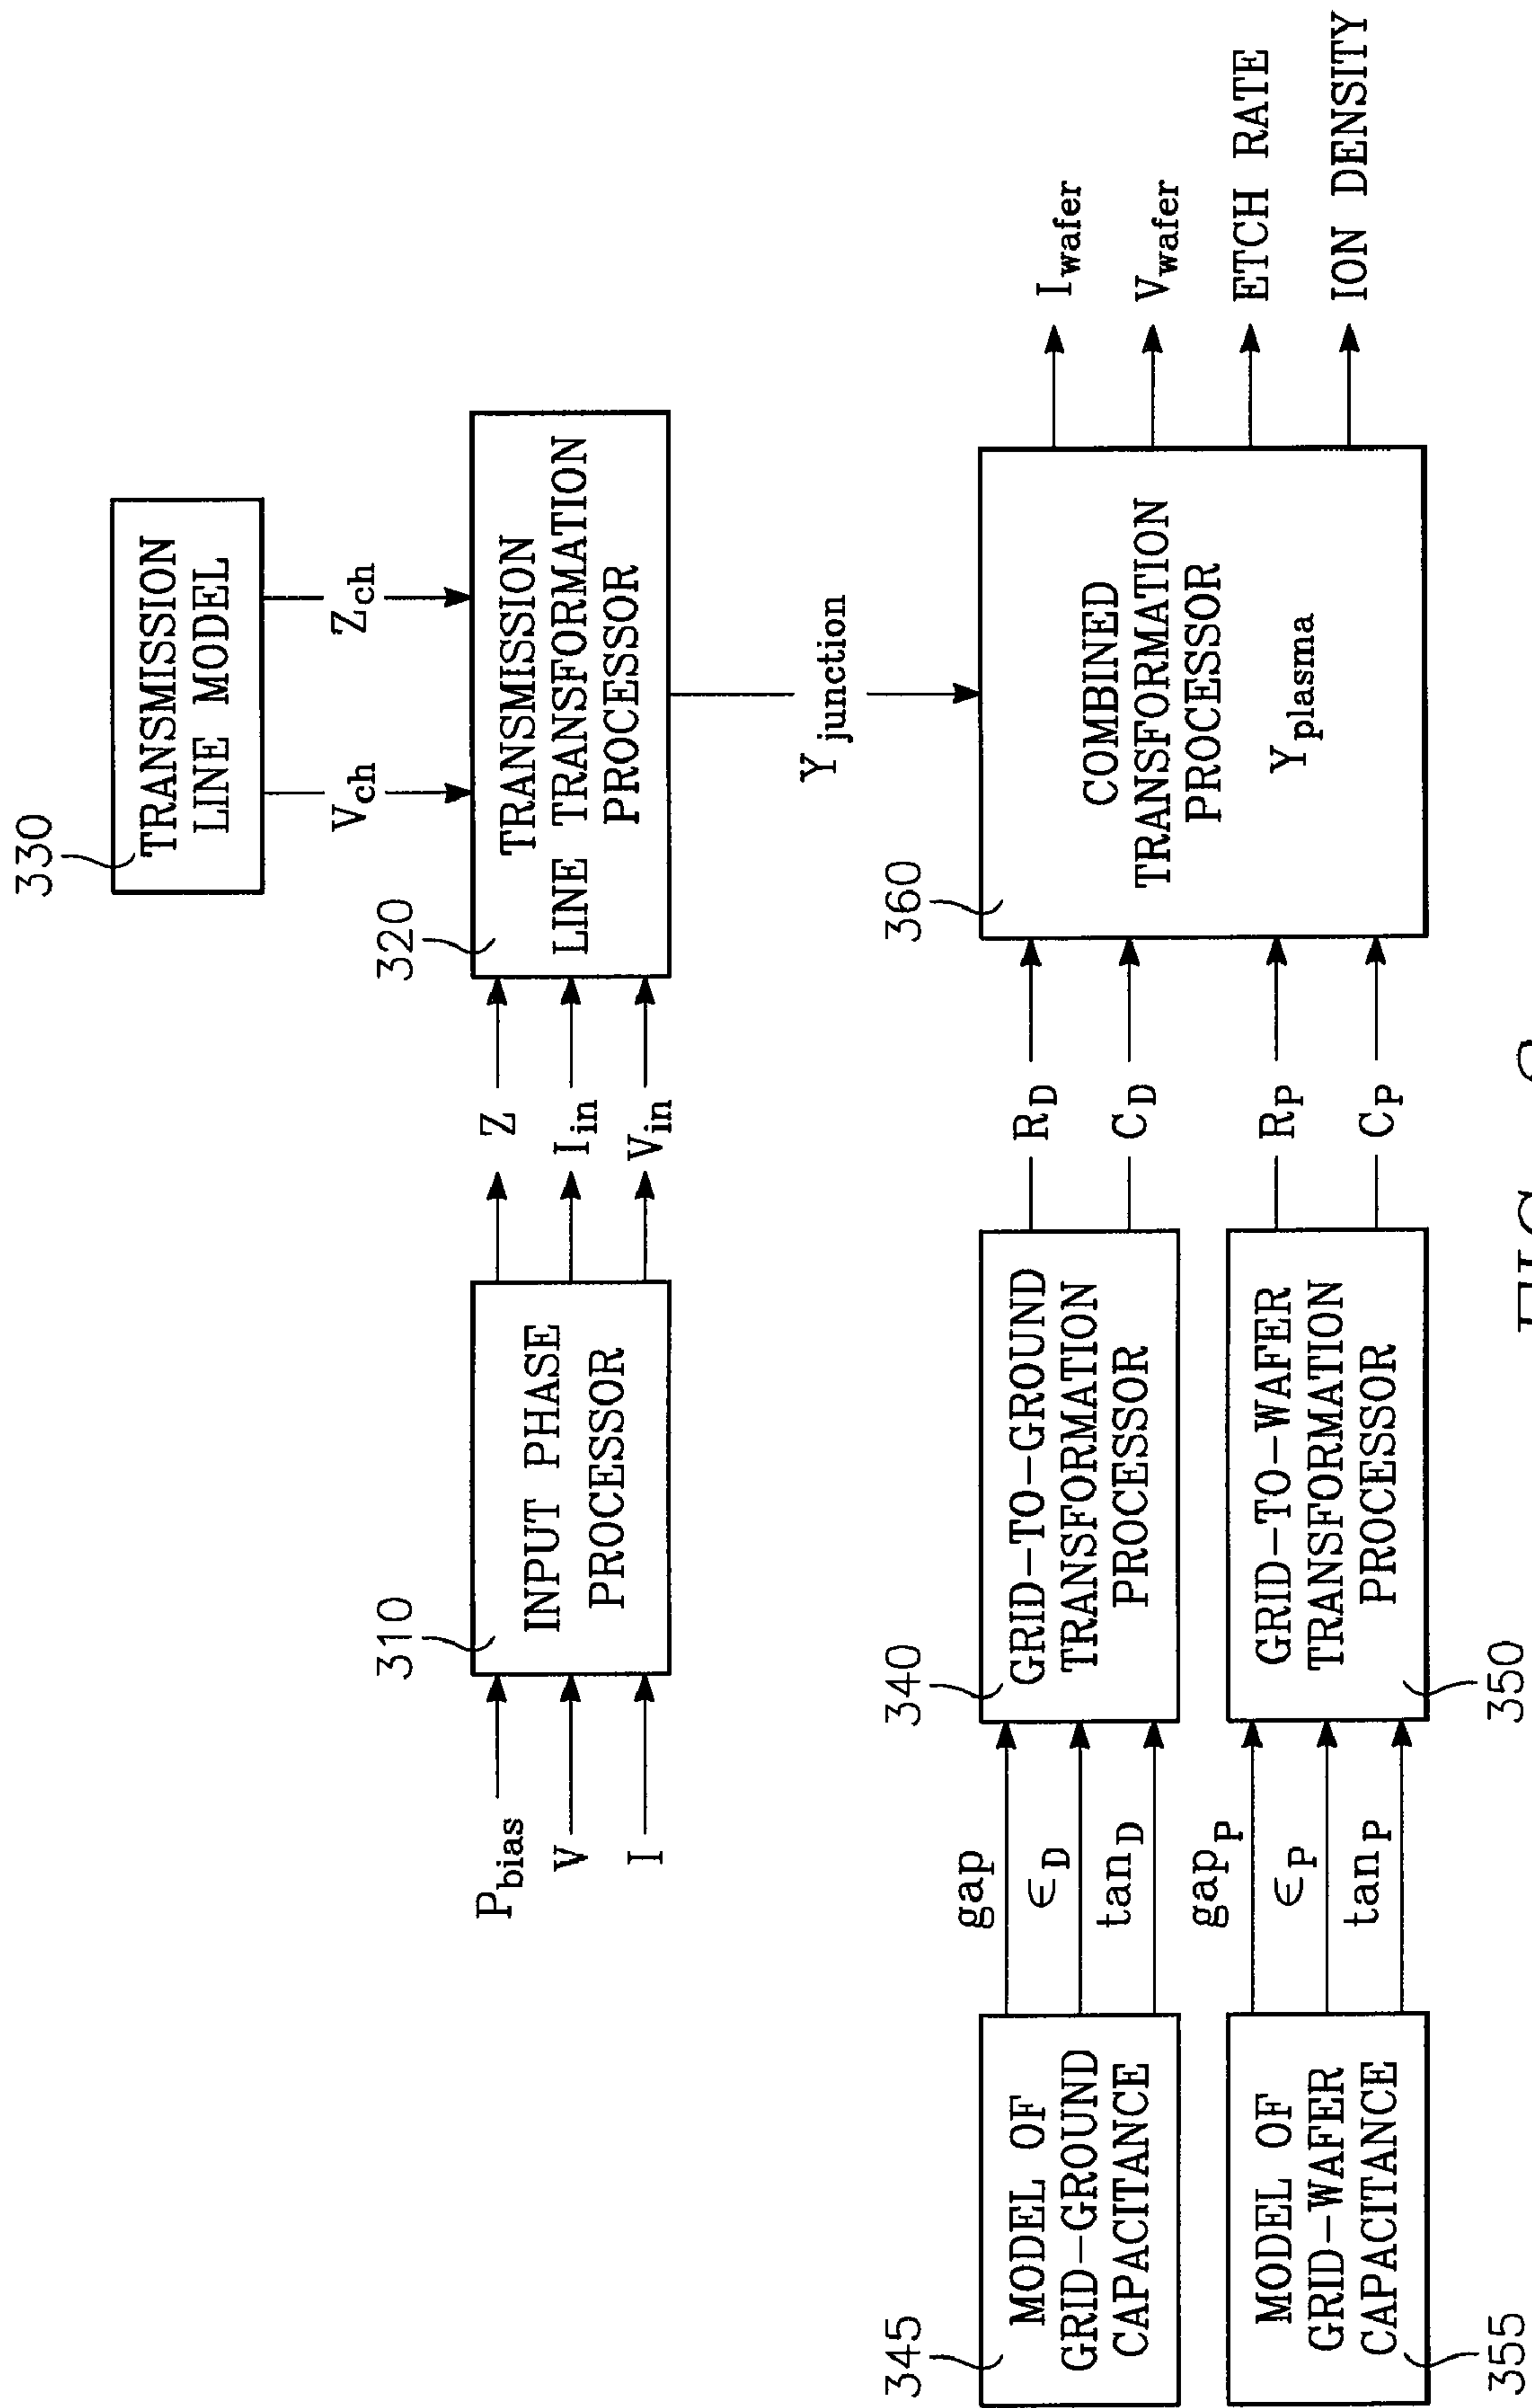 330
TRANSMISSION
LINE MODEL
V_ch
Z_ch
310
INPUT PHASE
PROCESSOR
P_bias
V
I
Z
I_in
V_in
320
TRANSMISSION
LINE TRANSFORMATION
PROCESSOR
Y_junction
345
MODEL OF
GRID-GROUND
CAPACITANCE
gap
ϵ_D
tan_D
340
GRID-TO-GROUND
TRANSFORMATION
PROCESSOR
R_D
C_D
355
MODEL OF
GRID-WAFER
CAPACITANCE
gap_P
ϵ_P
tan_P
350
GRID-TO-WAFER
TRANSFORMATION
PROCESSOR
R_P
C_P
360
COMBINED
TRANSFORMATION
PROCESSOR
Y_plasma
I_wafer
V_wafer
ETCH RATE
ION DENSITY